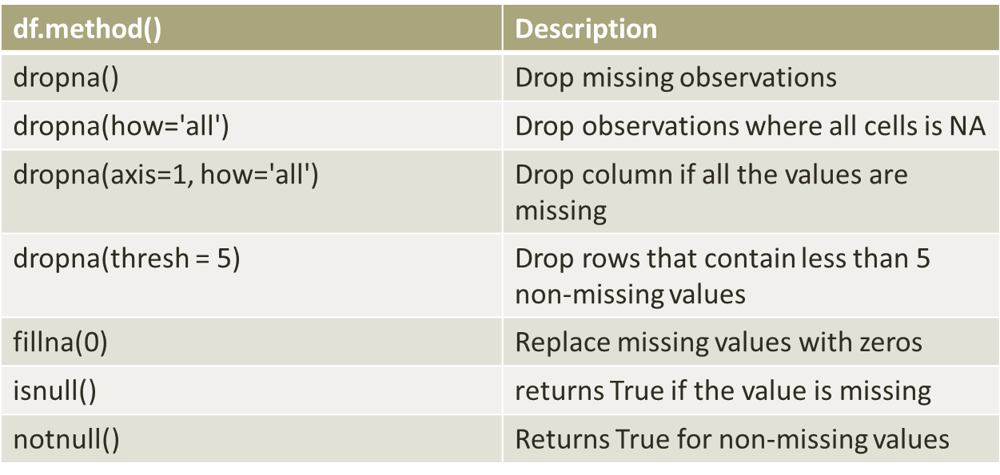 df.method() Description
dropna() Drop missing observations
dropna(how='all') Drop observations where all cells is NA
dropna(axis=1, how='all') Drop column if all the values are
missing
dropna(thresh = 5) Drop rows that contain less than 5
non-missing values
fillna(0) Replace missing values with zeros
isnull() returns True if the value is missing
notnull() Returns True for non-missing values